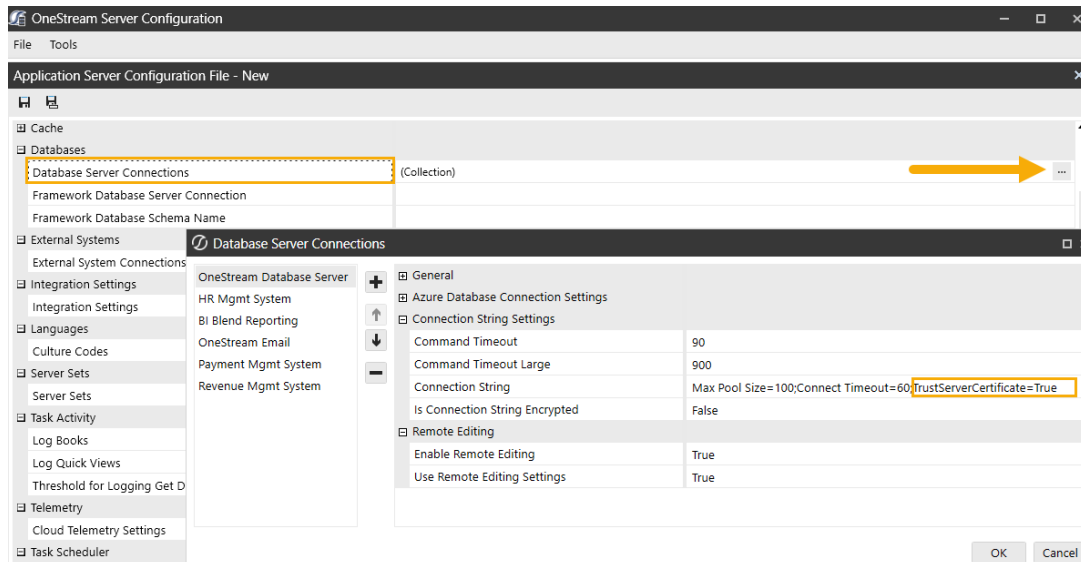 OneStream Server Configuration
File Tools
Application Server Configuration File - New
Cache
Databases
Database Server Connections (Collection) ...
Framework Database Server Connection
Framework Database Schema Name
External Systems
External System Connections
Integration Settings
Integration Settings
Languages
Culture Codes
Server Sets
Server Sets
Task Activity
Log Books
Log Quick Views
Threshold for Logging Get D
Telemetry
Cloud Telemetry Settings
Task Scheduler
Database Server Connections
OneStream Database Server
HR Mgmt System
BI Blend Reporting
OneStream Email
Payment Mgmt System
Revenue Mgmt System
General
Azure Database Connection Settings
Connection String Settings
Command Timeout 90
Command Timeout Large 900
Connection String Max Pool Size=100;Connect Timeout=60;TrustServerCertificate=True
Is Connection String Encrypted False
Remote Editing
Enable Remote Editing True
Use Remote Editing Settings True
OK Cancel